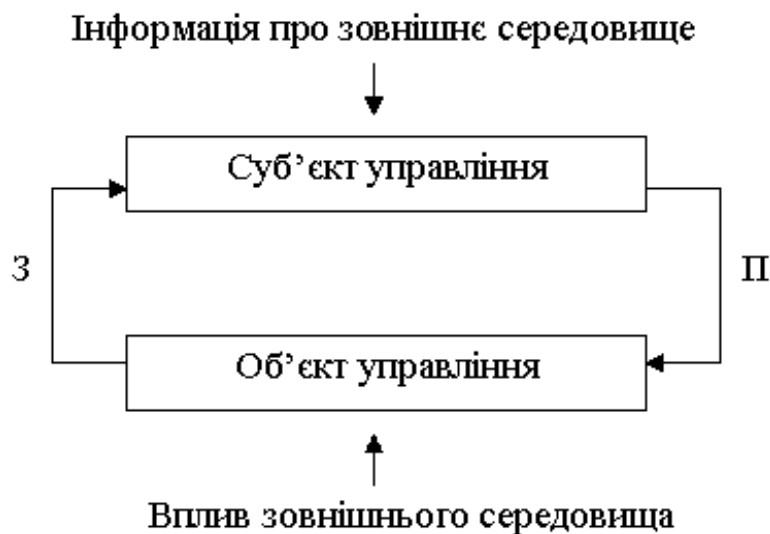 Інформація про зовнішнє середовище
Суб’єкт управління
З
П
Об’єкт управління
Вплив зовнішнього середовища